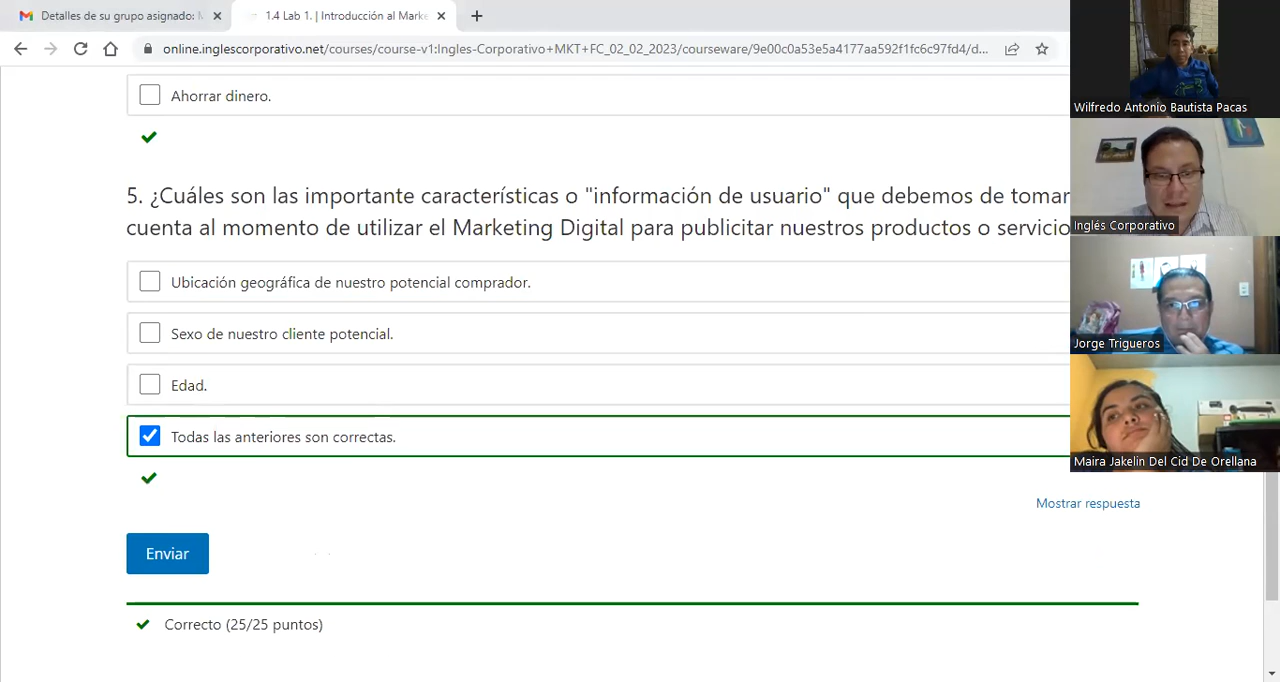 Detalles de su grupo asignado: M
1.4 Lab 1. | Introducción al Marke
online.inglescorporativo.net/courses/course-v1:Ingles-Corporativo+MKT+FC_02_02_2023/courseware/9e00c0a53e5a4177aa592f1fc6c97fd4/d...
Ahorrar dinero.
5. ¿Cuáles son las importante características o "información de usuario" que debemos de tomar
cuenta al momento de utilizar el Marketing Digital para publicitar nuestros productos o servicio
Ubicación geográfica de nuestro potencial comprador.
Sexo de nuestro cliente potencial.
Edad.
Todas las anteriores son correctas.
Mostrar respuesta
Enviar
Correcto (25/25 puntos)
Wilfredo Antonio Bautista Pacas
Inglés Corporativo
Jorge Trigueros
Maira Jakelin Del Cid De Orellana